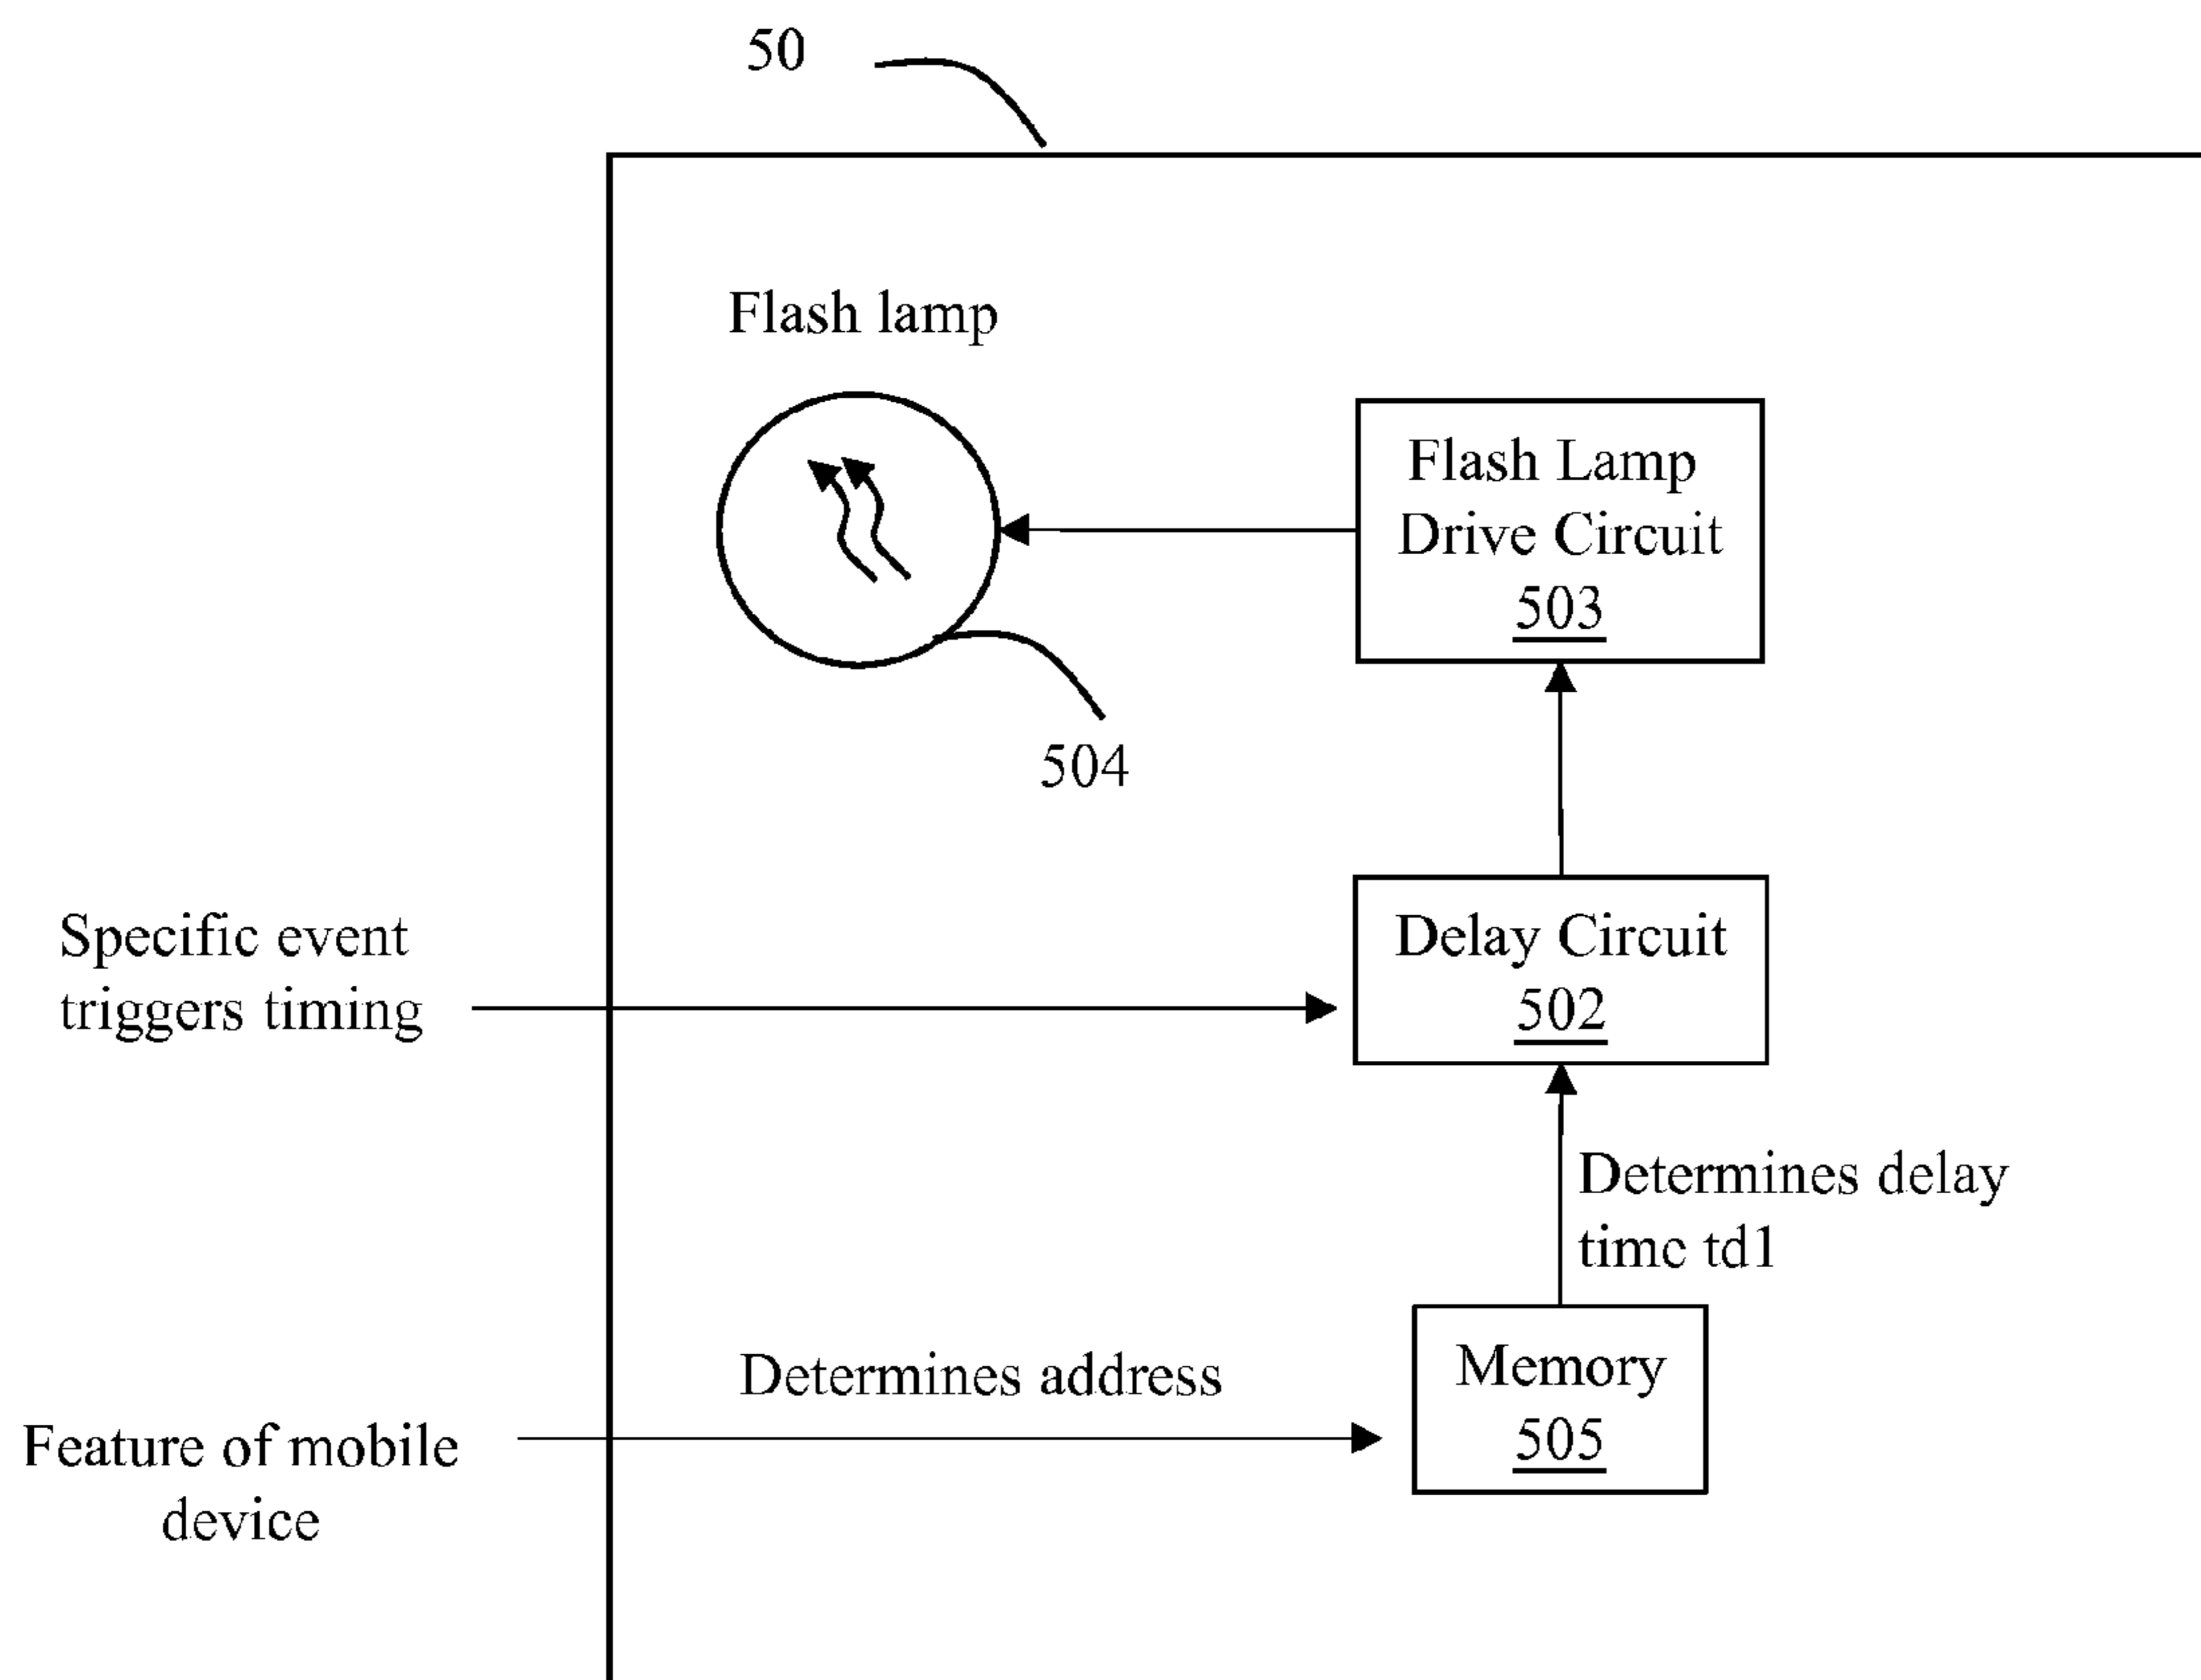 50
Flash lamp
Flash Lamp
Drive Circuit
503
504
Specific event
triggers timing
Delay Circuit
502
Determines delay
time td1
Determines address
Memory
505
Feature of mobile
device